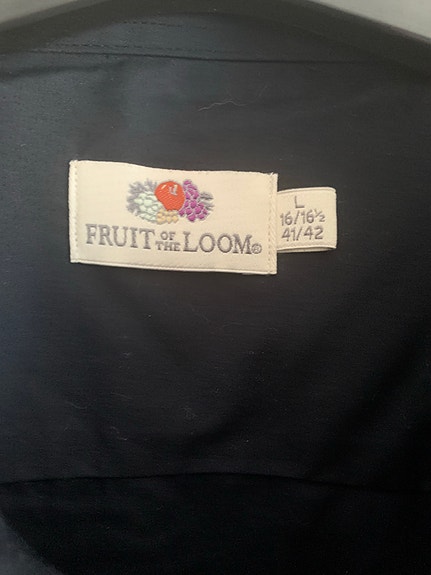 FRUIT OF THE LOOM®
L
16/16½
41/42